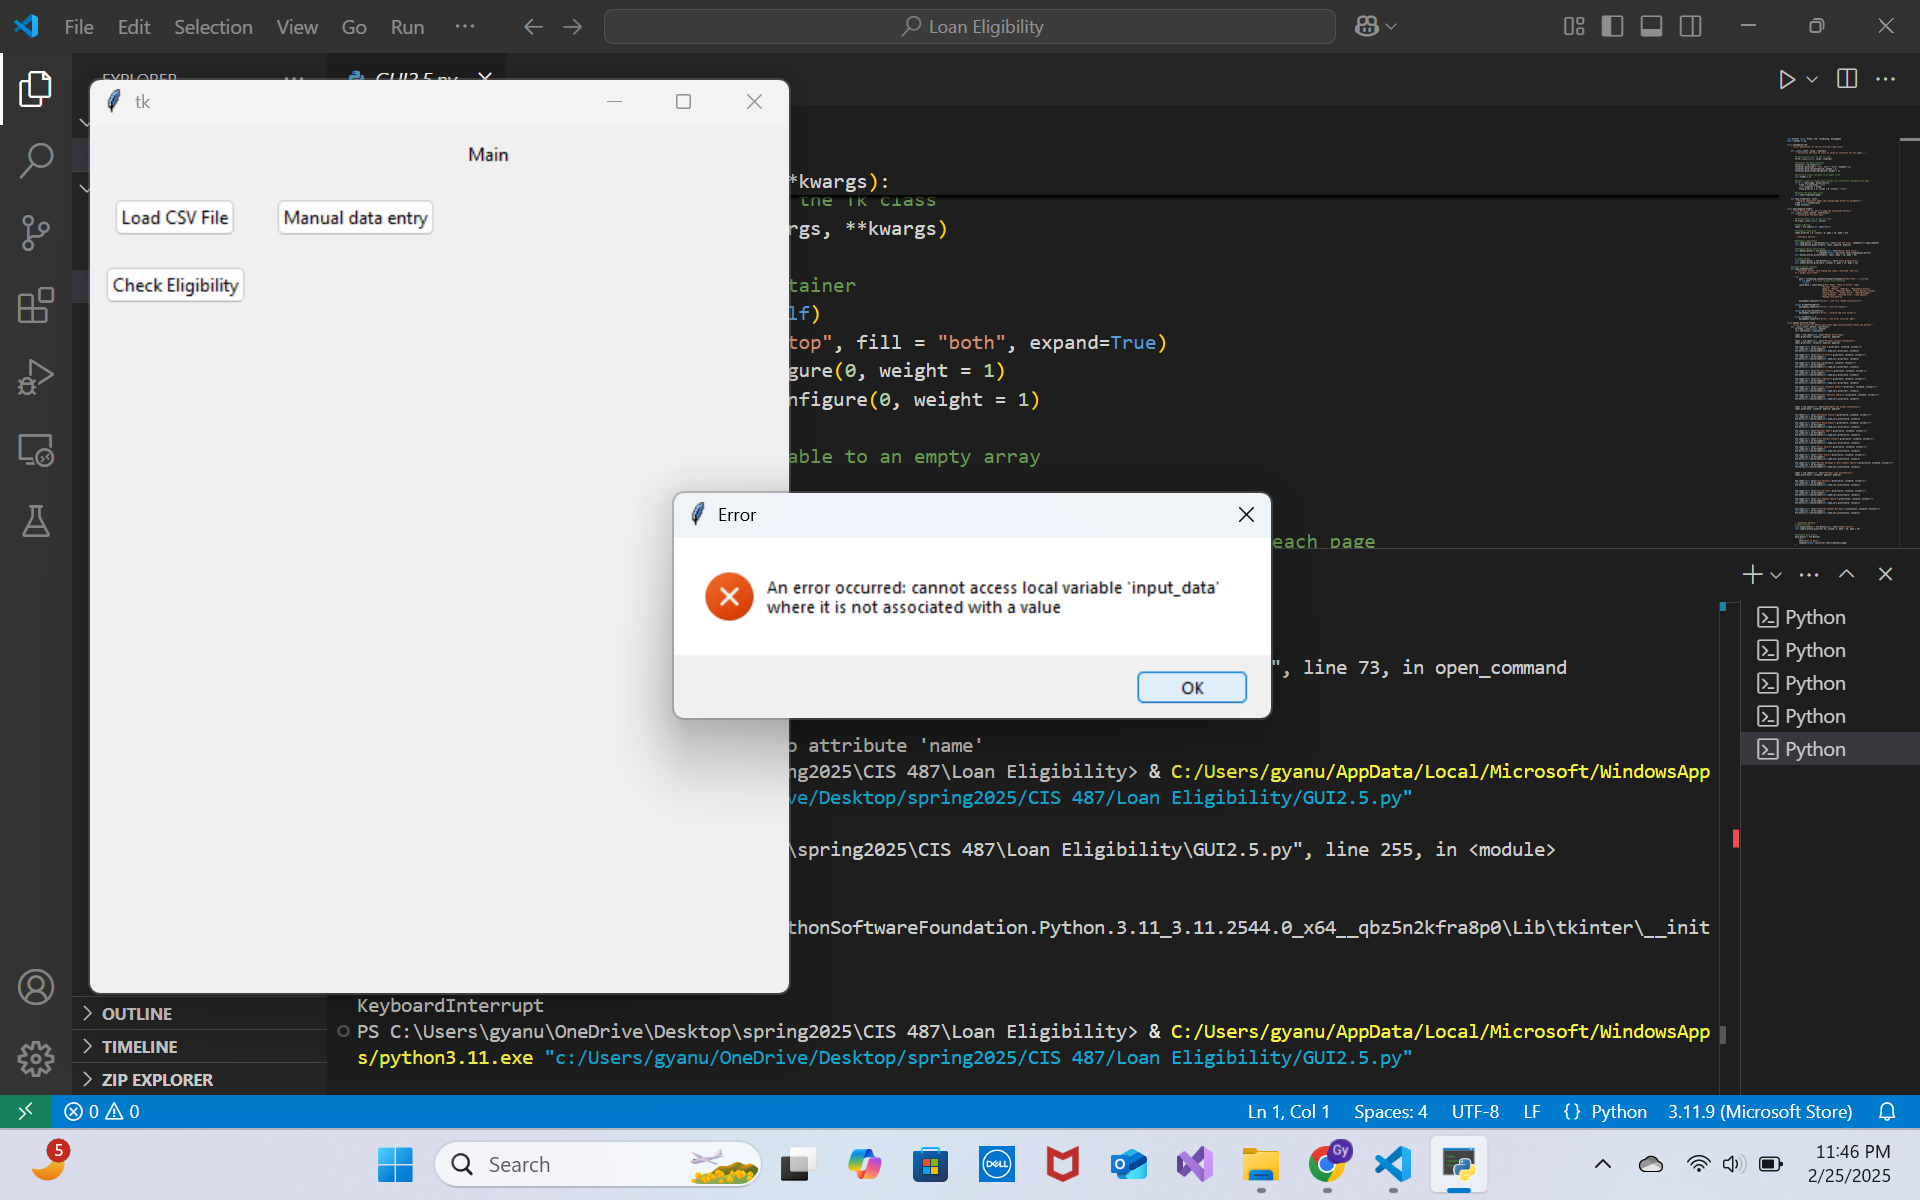 File Edit Selection View Go Run ··· Loan Eligibility
EXPLORER ··· GUI2.5.py
tk
Main
Load CSV File Manual data entry
Check Eligibility
*kwargs):
the Tk class
rgs, **kwargs)
tainer
lf)
top", fill = "both", expand=True)
gure(0, weight = 1)
nfigure(0, weight = 1)
able to an empty array
each page
Error
An error occurred: cannot access local variable 'input_data'
where it is not associated with a value
OK
", line 73, in open_command
o attribute 'name'
ng2025\CIS 487\Loan Eligibility> & C:/Users/gyanu/AppData/Local/Microsoft/WindowsApp
ve/Desktop/spring2025/CIS 487/Loan Eligibility/GUI2.5.py"
\spring2025\CIS 487\Loan Eligibility\GUI2.5.py", line 255, in <module>
thonSoftwareFoundation.Python.3.11_3.11.2544.0_x64__qbz5n2kfra8p0\Lib\tkinter\__init
KeyboardInterrupt
PS C:\Users\gyanu\OneDrive\Desktop\spring2025\CIS 487\Loan Eligibility> & C:/Users/gyanu/AppData/Local/Microsoft/WindowsApp
s/python3.11.exe "c:/Users/gyanu/OneDrive/Desktop/spring2025/CIS 487/Loan Eligibility/GUI2.5.py"
Python
Python
Python
Python
Python
OUTLINE
TIMELINE
ZIP EXPLORER
0 0 Ln 1, Col 1 Spaces: 4 UTF-8 LF {} Python 3.11.9 (Microsoft Store)
5 Search DELL Gy 11:46 PM
2/25/2025